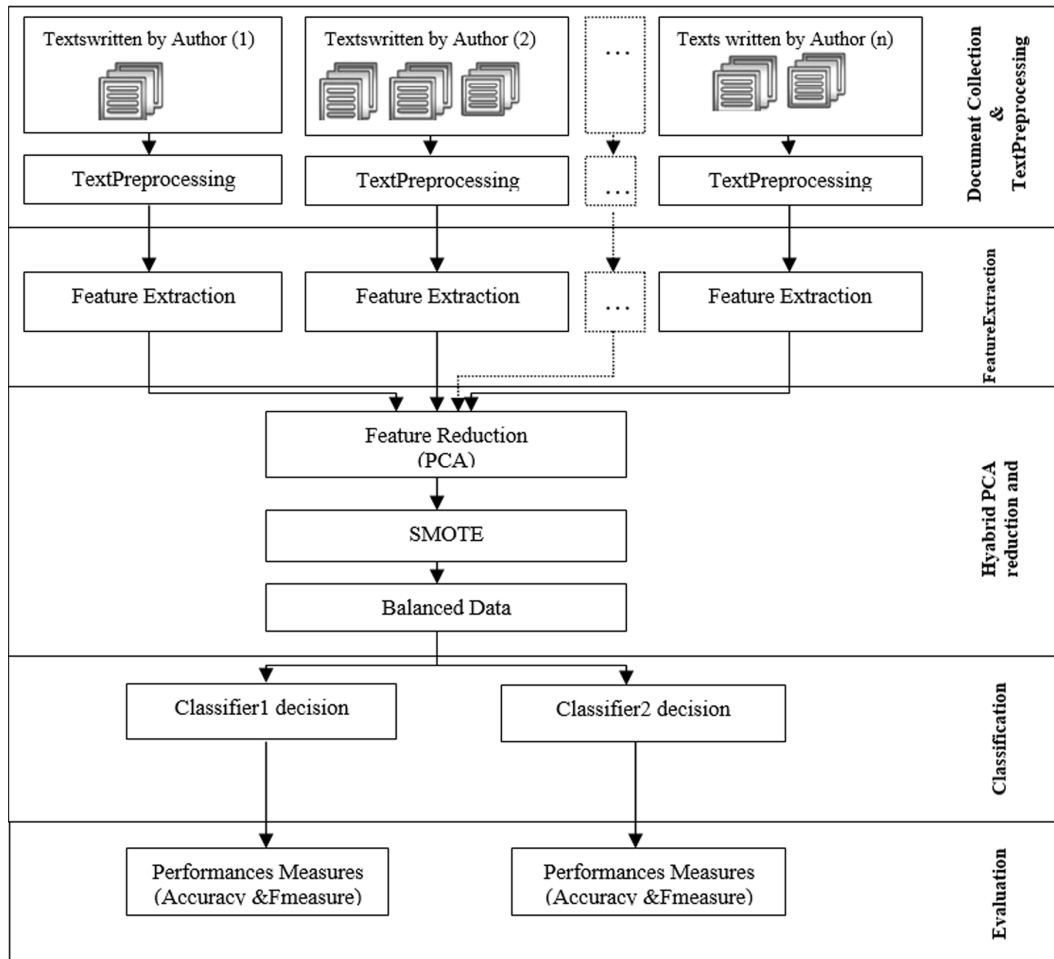 Textswritten by Author (1)
Textswritten by Author (2)
...
Texts written by Author (n)
Document Collection
&
TextPreprocessing
TextPreprocessing
TextPreprocessing
...
TextPreprocessing
Feature Extraction
Feature Extraction
...
Feature Extraction
FeatureExtraction
Feature Reduction
(PCA)
SMOTE
Balanced Data
Hyabrid PCA
reduction and
Classifier1 decision
Classifier2 decision
Classification
Performances Measures
(Accuracy &Fmeasure)
Performances Measures
(Accuracy &Fmeasure)
Evaluation